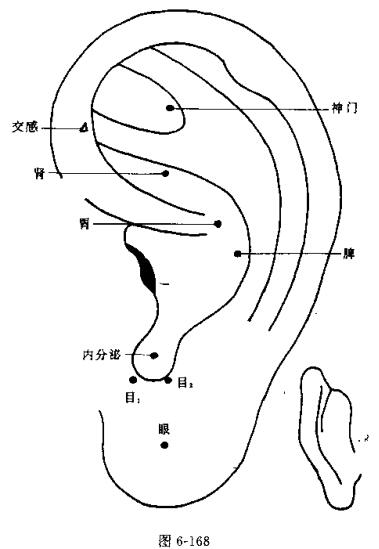 神门
交感
肾
胃
脾
内分泌
目₁
目₂
眼
图 6-168